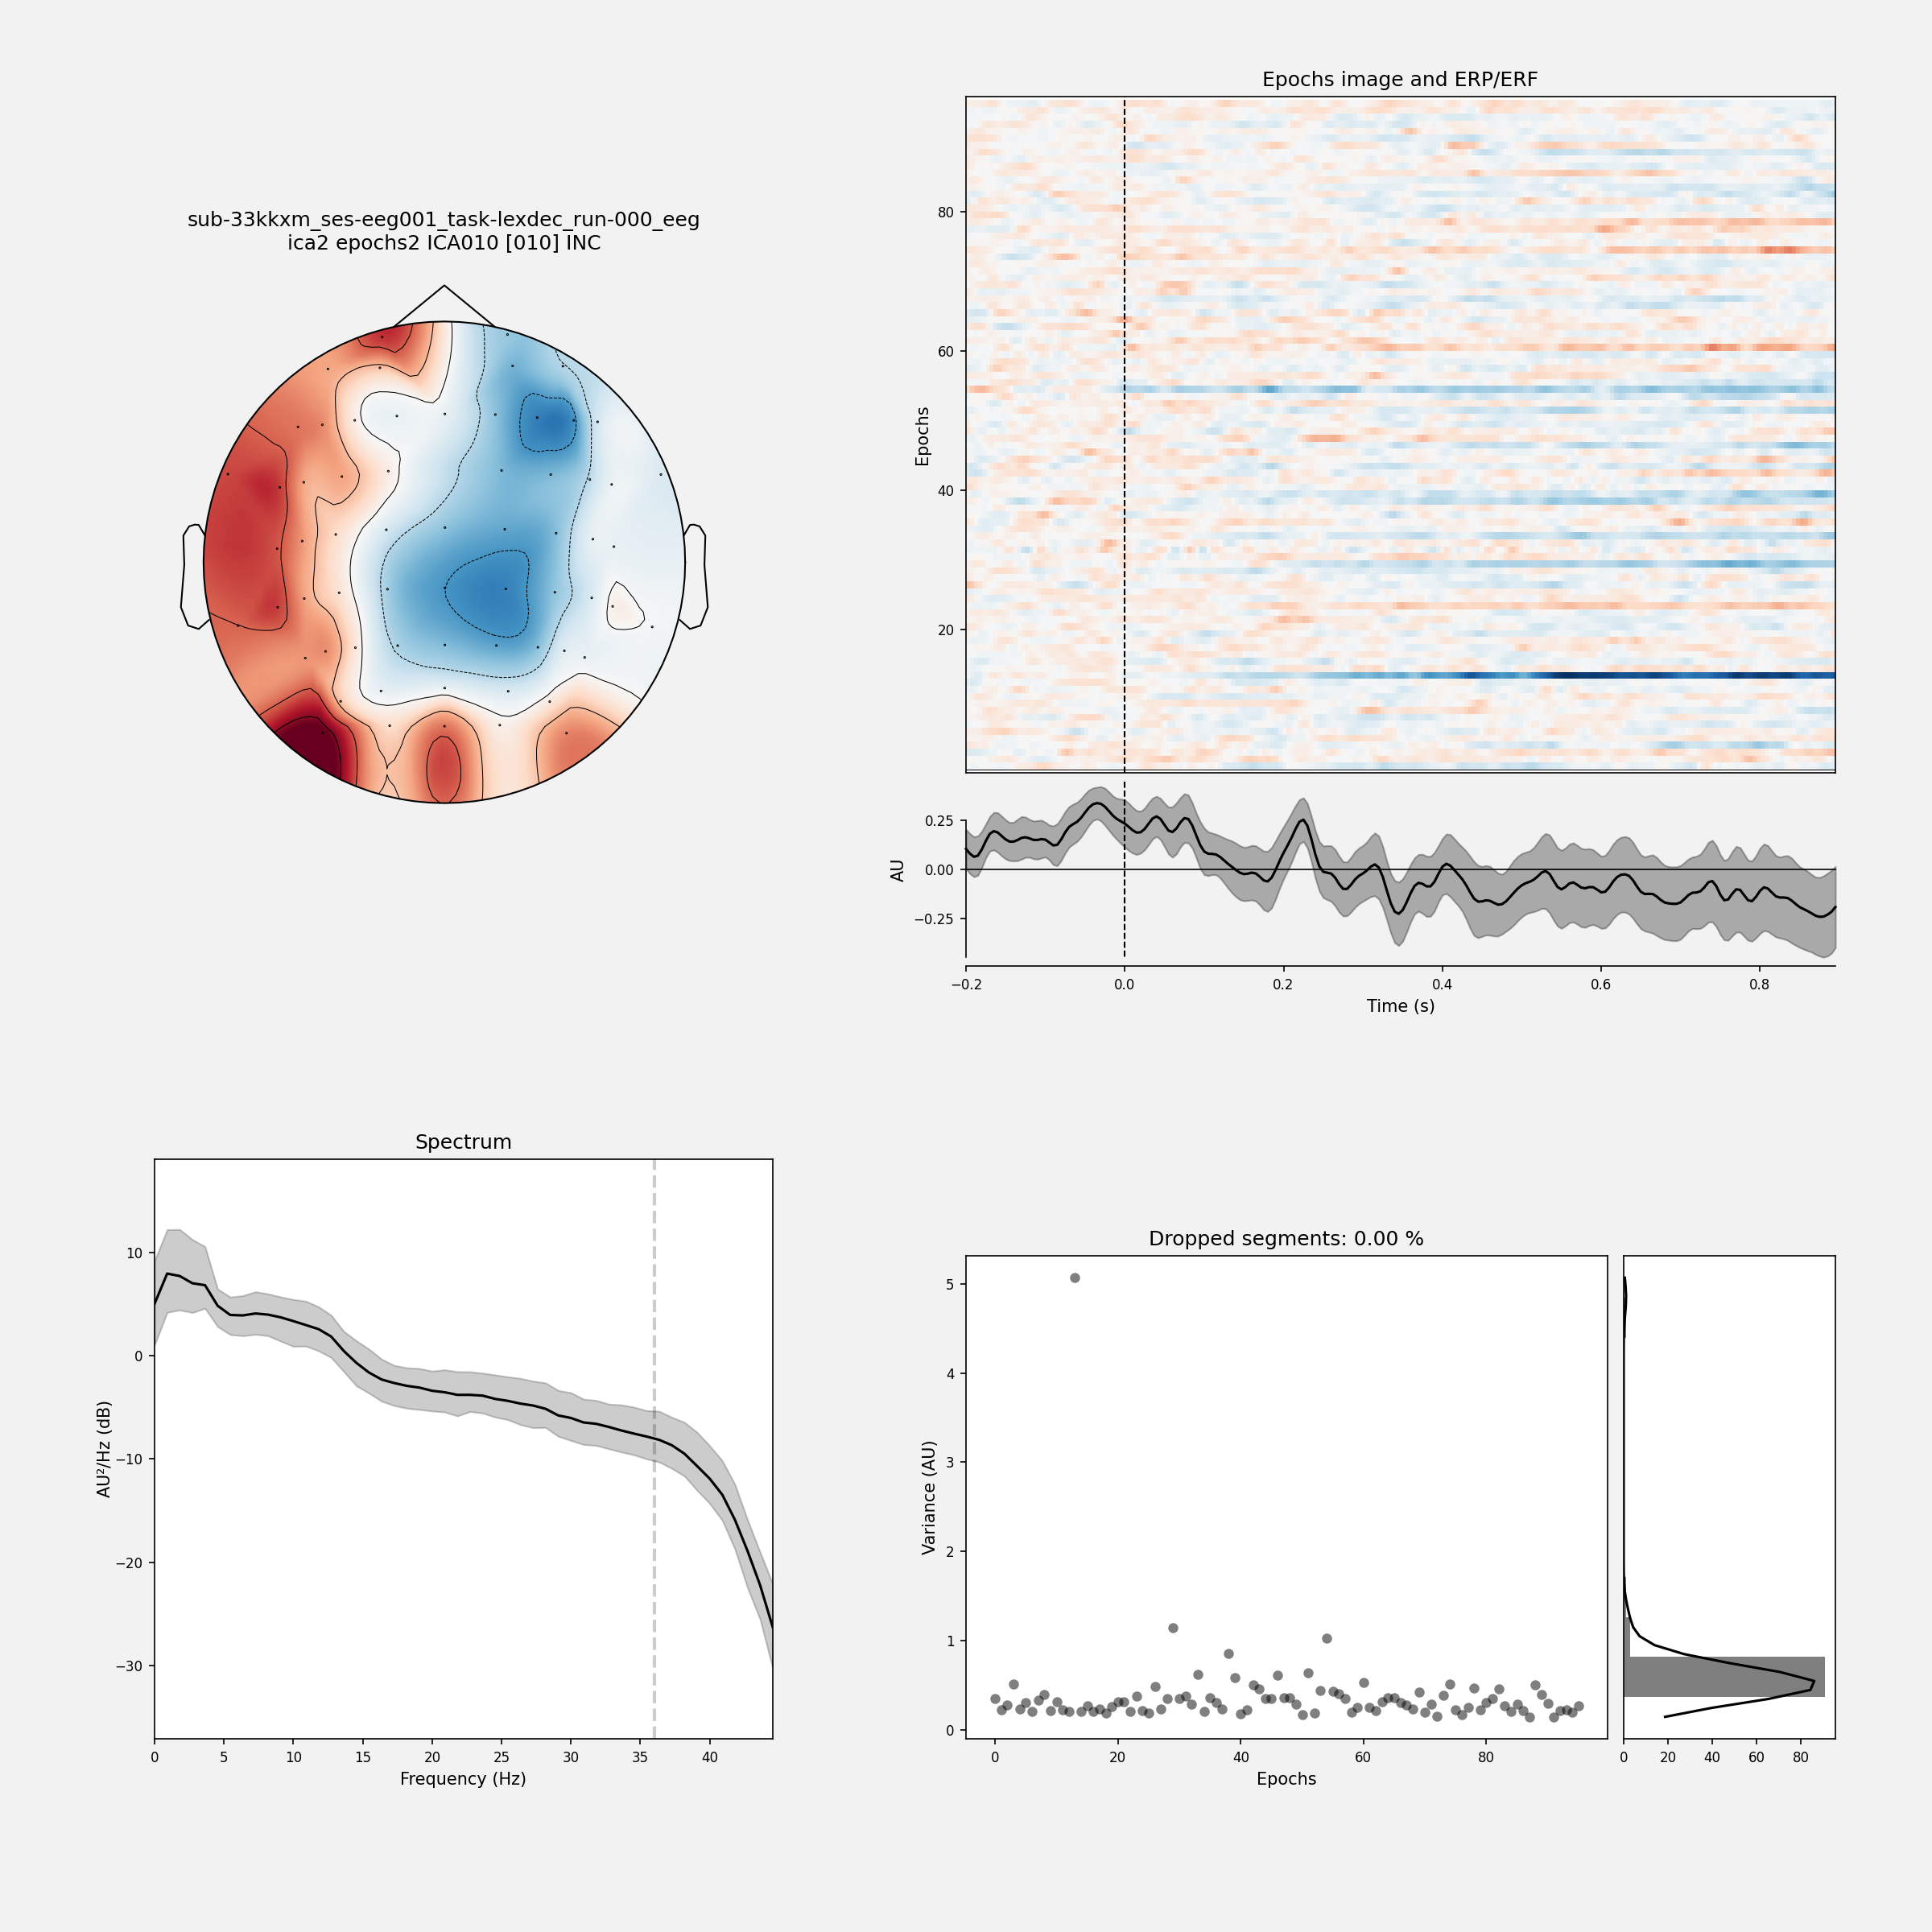 sub-33kkxm_ses-eeg001_task-lexdec_run-000_eeg
ica2 epochs2 ICA010 [010] INC
Epochs image and ERP/ERF
80
60
40
20
Epochs
0.25
0.00
−0.25
AU
−0.2 0.0 0.2 0.4 0.6 0.8
Time (s)
Spectrum
10
0
−10
−20
−30
AU²/Hz (dB)
0 5 10 15 20 25 30 35 40
Frequency (Hz)
Dropped segments: 0.00 %
5
4
3
2
1
0
Variance (AU)
0 20 40 60 80
Epochs
0 20 40 60 80